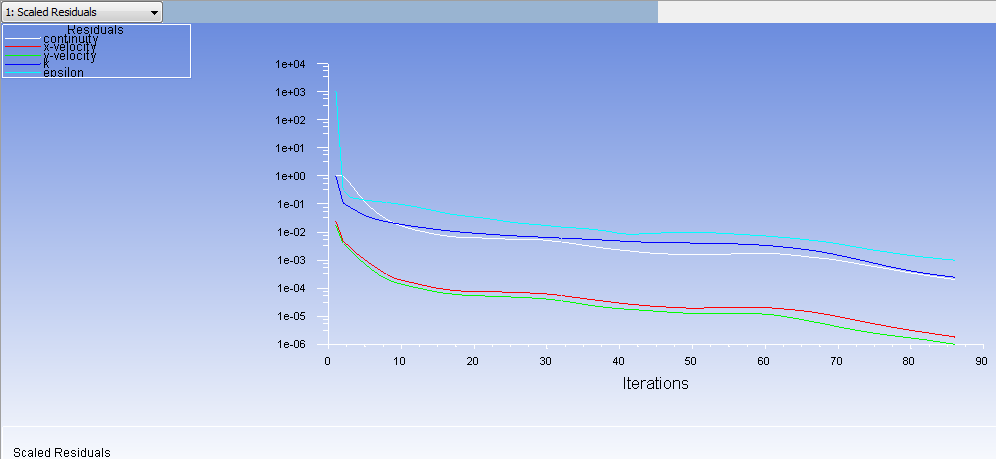 1: Scaled Residuals
Residuals
continuity
x-velocity
y-velocity
k
epsilon
1e+04
1e+03
1e+02
1e+01
1e+00
1e-01
1e-02
1e-03
1e-04
1e-05
1e-06
0 10 20 30 40 50 60 70 80 90
Iterations
Scaled Residuals